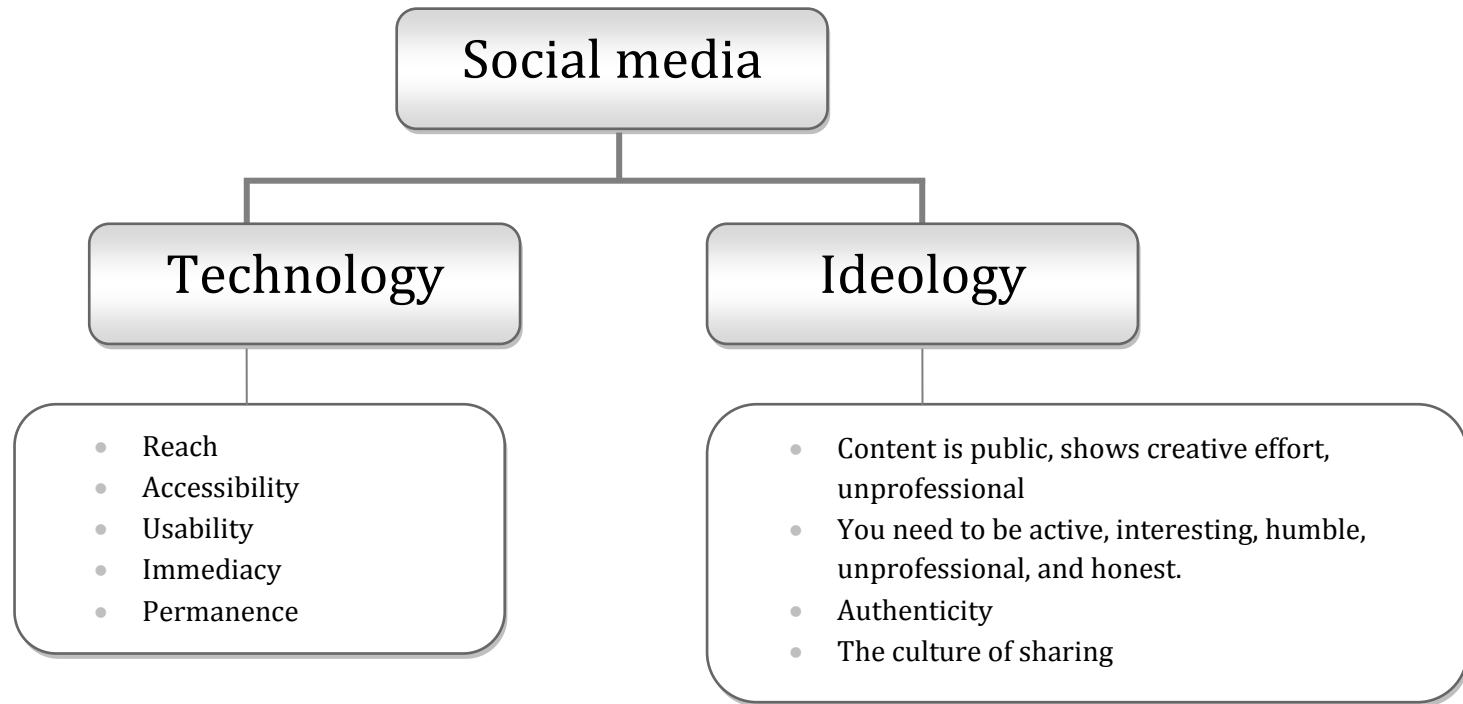 Social media
Technology
Ideology
Reach
Accessibility
Usability
Immediacy
Permanence
Content is public, shows creative effort,
unprofessional
You need to be active, interesting, humble,
unprofessional, and honest.
Authenticity
The culture of sharing